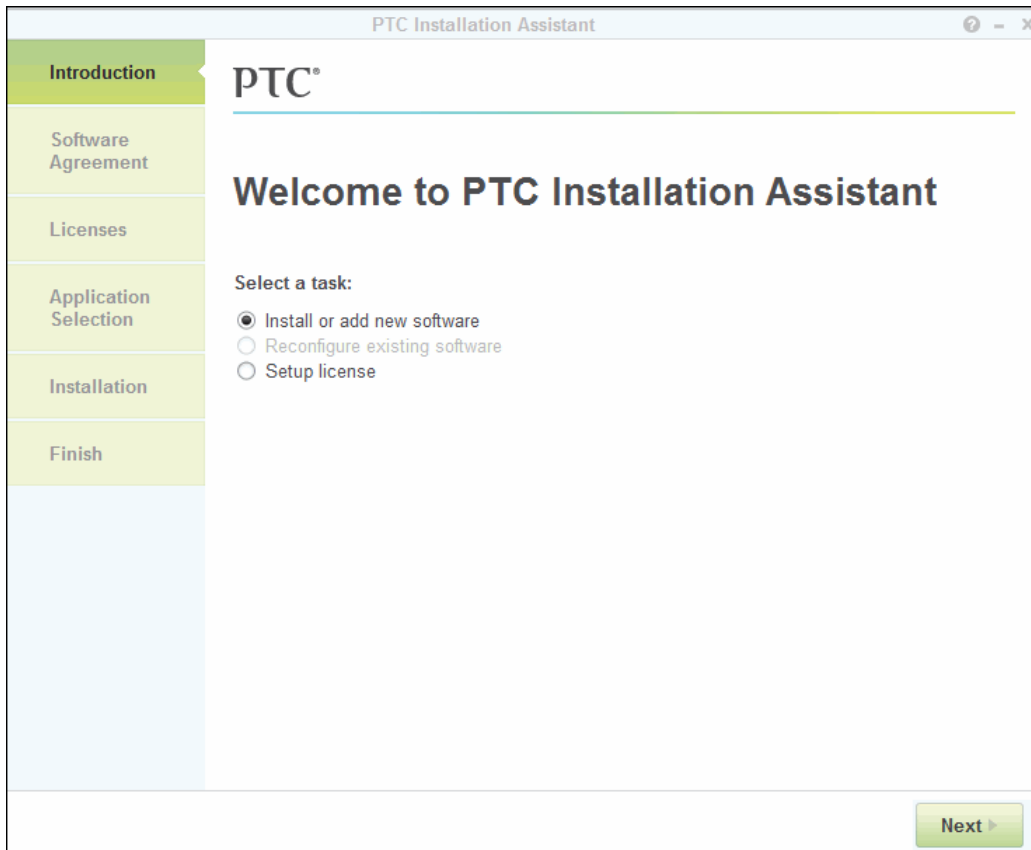 PTC Installation Assistant
Introduction
Software
Agreement
Licenses
Application
Selection
Installation
Finish
PTC®
Welcome to PTC Installation Assistant
Select a task:
Install or add new software
Reconfigure existing software
Setup license
Next